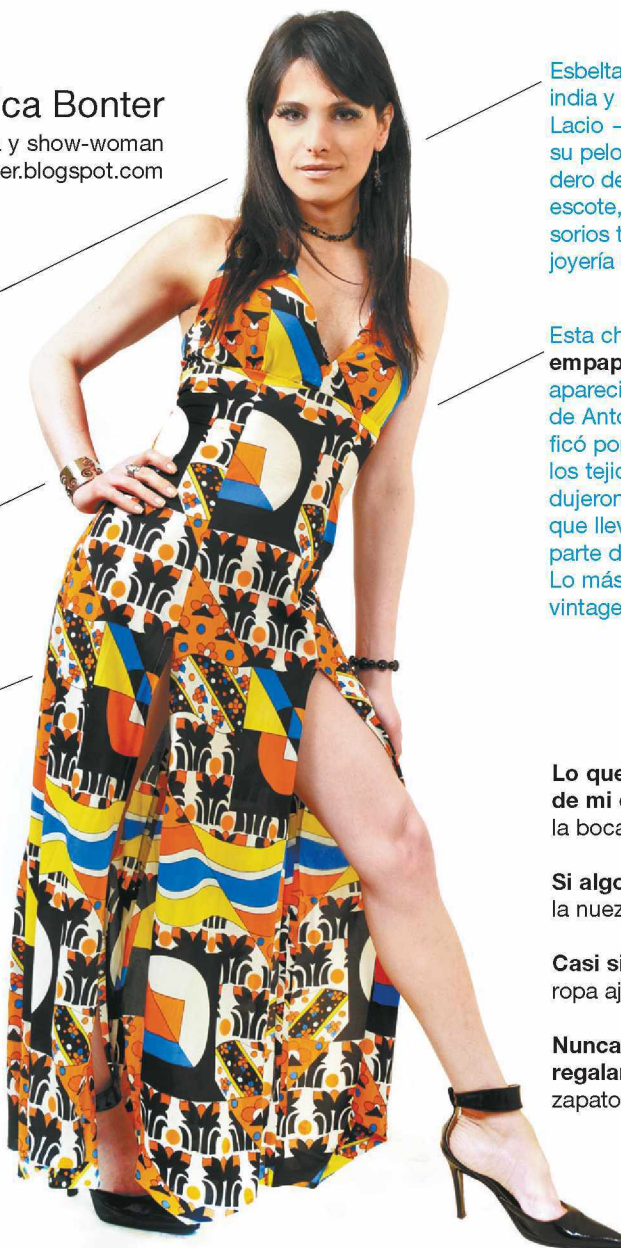 ca Bonter
y show-woman
er.blogspot.com
Esbelta
india y
Lacio –
su pelo
dero de
escote,
sorios t
joyería
Esta ch
empap
apareci
de Anto
ficó por
los tejic
dujeron
que llev
parte d
Lo más
vintage
Lo que
de mi c
la boca
Si algo
la nuez
Casi si
ropa aj
Nunca
regalar
zapato